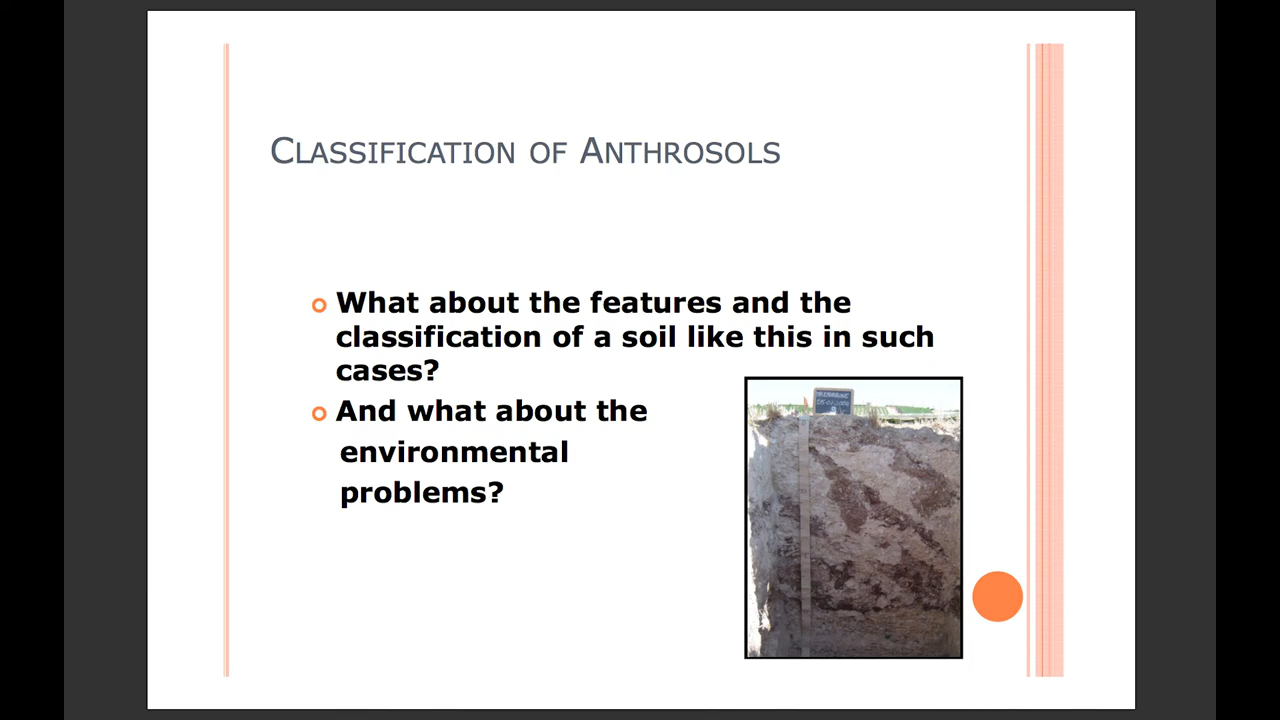 CLASSIFICATION OF ANTHROSOLS
What about the features and the
classification of a soil like this in such
cases?
And what about the
environmental
problems?